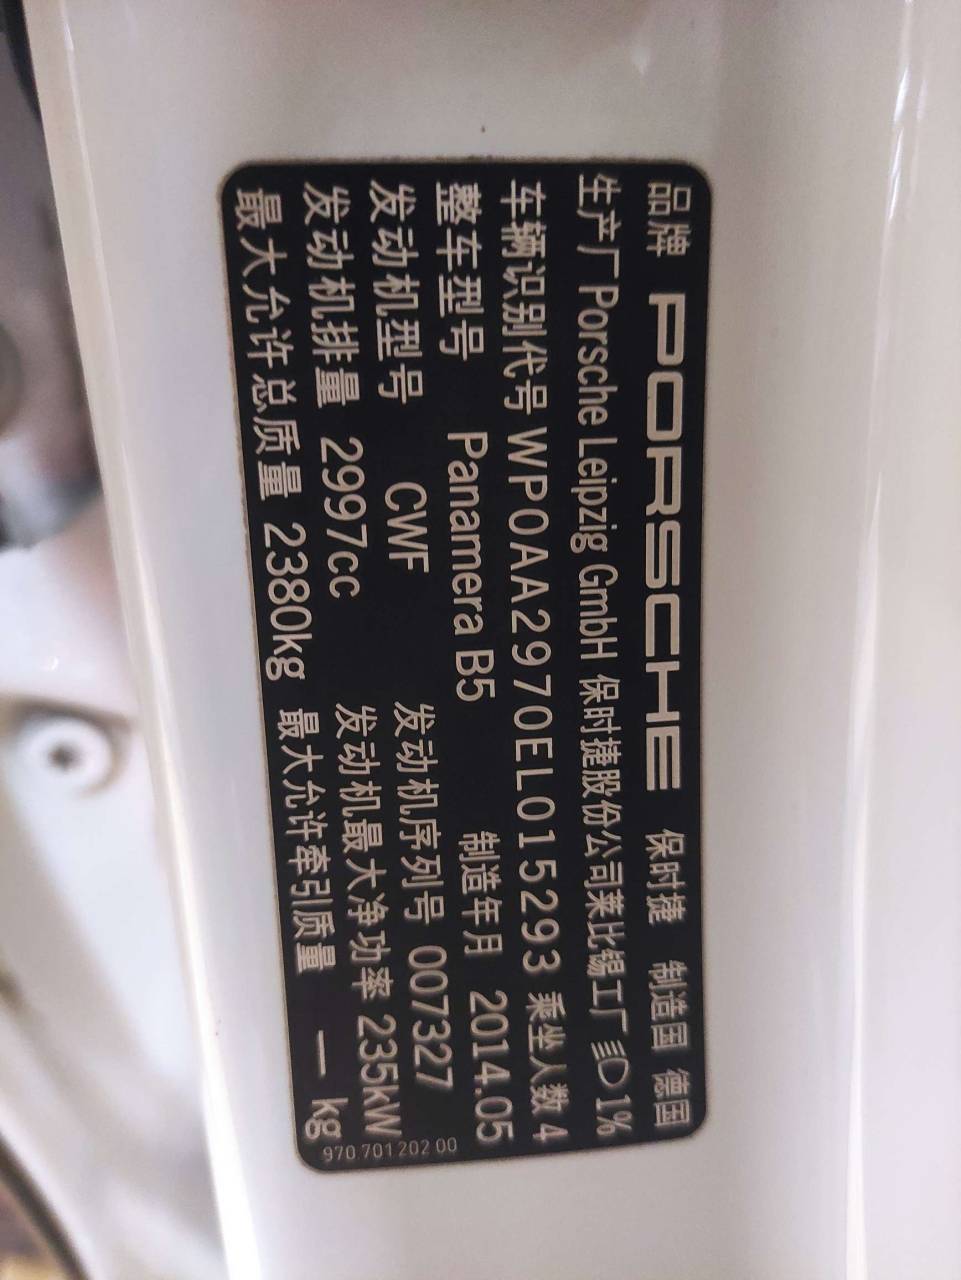 品牌 PORSCHE 保时捷 制造国 德国
生产厂 Porsche Leipzig GmbH 保时捷股份公司莱比锡工厂 1%
车辆识别代号 WP0AA2970EL015293 乘坐人数 4
整车型号 Panamera B5 制造年月 2014.05
发动机型号 CWF 发动机序列号 007327
发动机排量 2997cc 发动机最大净功率 235kW
最大允许总质量 2380kg 最大允许牵引质量 — kg
970.701.202.00